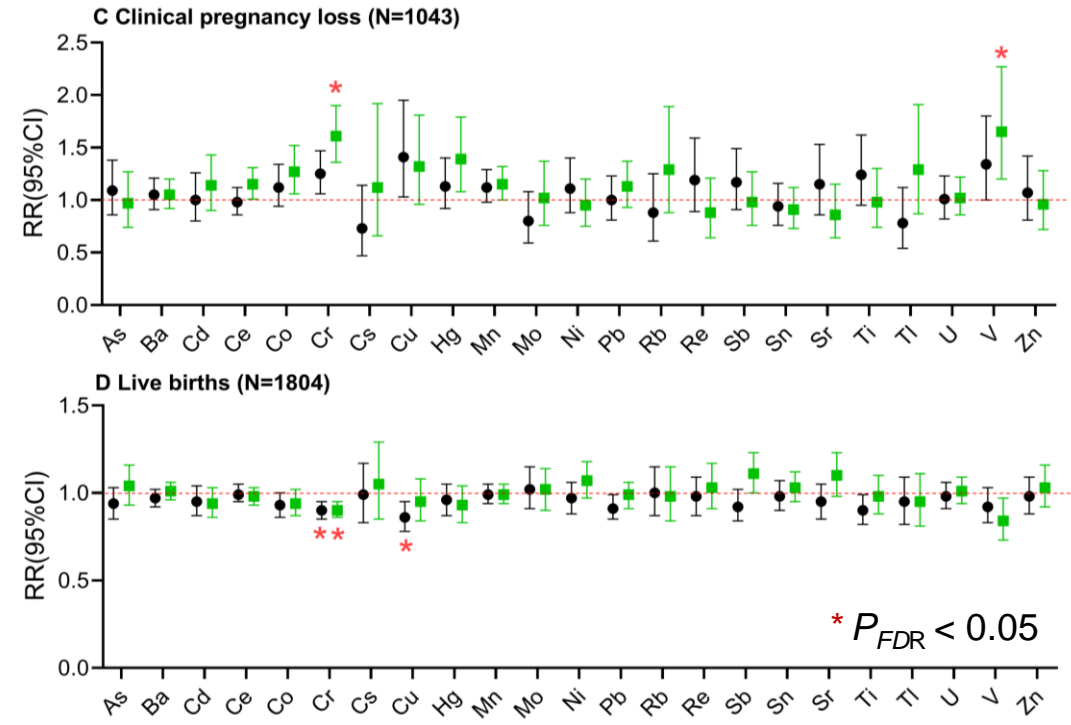 C Clinical pregnancy loss (N=1043)
RR(95%CI)
2.5
2.0
1.5
1.0
0.5
0.0
*
*
As Ba Cd Ce Co Cr Cs Cu Hg Mn Mo Ni Pb Rb Re Sb Sn Sr Ti Tl U V Zn
D Live births (N=1804)
RR(95%CI)
1.5
1.0
0.5
0.0
* *
*
* PFDR < 0.05
As Ba Cd Ce Co Cr Cs Cu Hg Mn Mo Ni Pb Rb Re Sb Sn Sr Ti Tl U V Zn